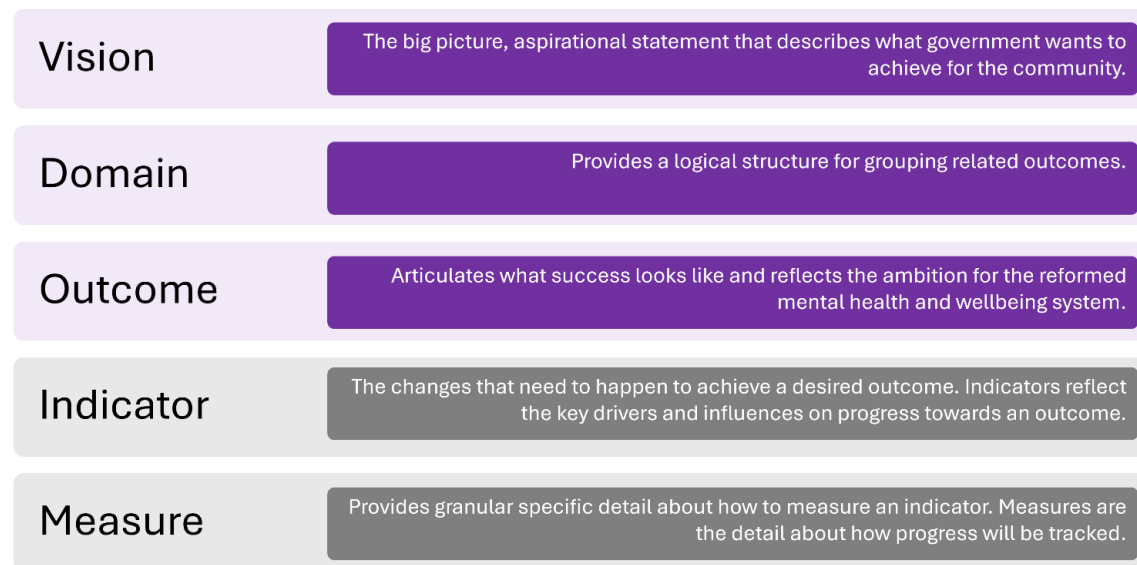 Vision
The big picture, aspirational statement that describes what government wants to
achieve for the community.
Domain
Provides a logical structure for grouping related outcomes.
Outcome
Articulates what success looks like and reflects the ambition for the reformed
mental health and wellbeing system.
Indicator
The changes that need to happen to achieve a desired outcome. Indicators reflect
the key drivers and influences on progress towards an outcome.
Measure
Provides granular specific detail about how to measure an indicator. Measures are
the detail about how progress will be tracked.